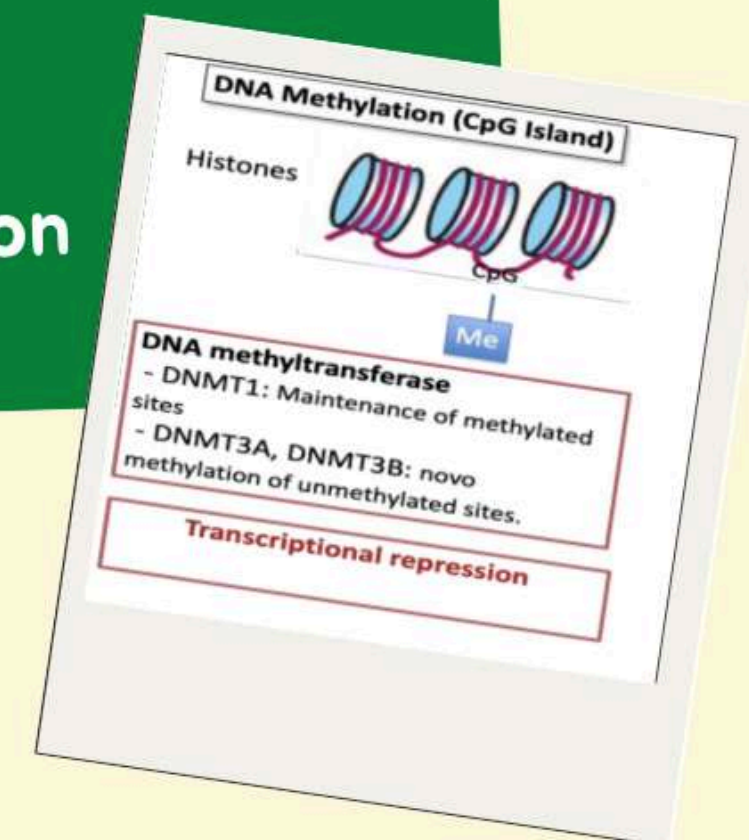 on
DNA Methylation (CpG Island)
Histones
CpG
Me
DNA methyltransferase
- DNMT1: Maintenance of methylated
sites
- DNMT3A, DNMT3B: novo
methylation of unmethylated sites.
Transcriptional repression